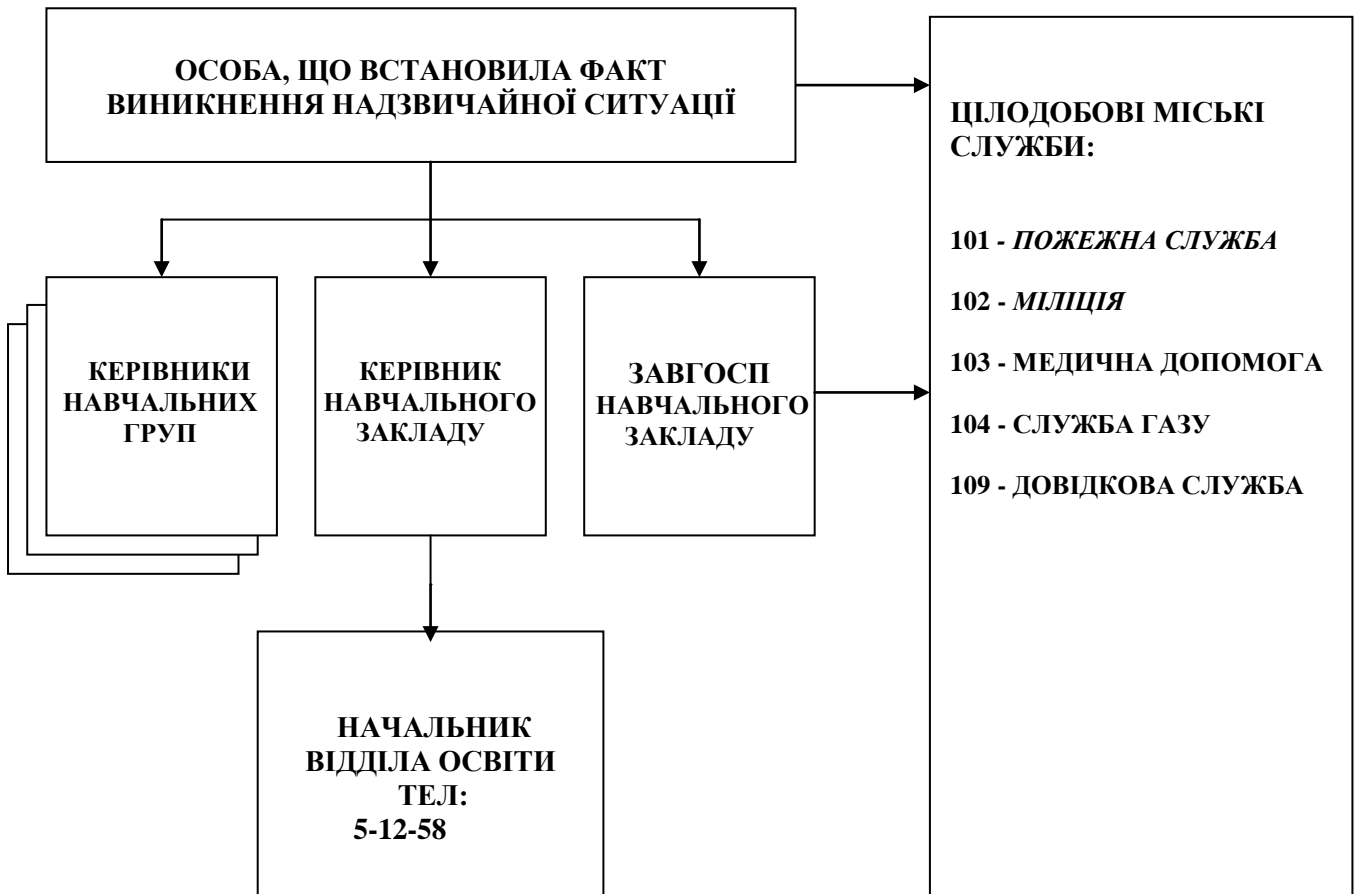 ОСОБА, ЩО ВСТАНОВИЛА ФАКТ
ВИНИКНЕННЯ НАДЗВИЧАЙНОЇ СИТУАЦІЇ
ЦІЛОДОБОВІ МІСЬКІ
СЛУЖБИ:
101 - ПОЖЕЖНА СЛУЖБА
102 - МІЛІЦІЯ
103 - МЕДИЧНА ДОПОМОГА
104 - СЛУЖБА ГАЗУ
109 - ДОВІДКОВА СЛУЖБА
КЕРІВНИКИ
НАВЧАЛЬНИХ
ГРУП
КЕРІВНИК
НАВЧАЛЬНОГО
ЗАКЛАДУ
ЗАВГОСП
НАВЧАЛЬНОГО
ЗАКЛАДУ
НАЧАЛЬНИК
ВІДДІЛА ОСВІТИ
ТЕЛ:
5-12-58